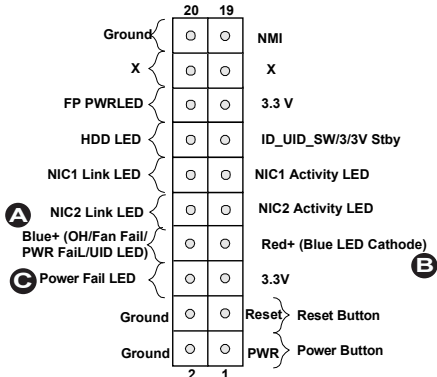 20 19
Ground NMI
X X
FP PWRLED 3.3 V
HDD LED ID_UID_SW/3/3V Stby
NIC1 Link LED NIC1 Activity LED
A NIC2 Link LED NIC2 Activity LED
Blue+ (OH/Fan Fail/
PWR FaiL/UID LED) Red+ (Blue LED Cathode)
B
C Power Fail LED 3.3V
Ground Reset Reset Button
Ground PWR Power Button
2 1